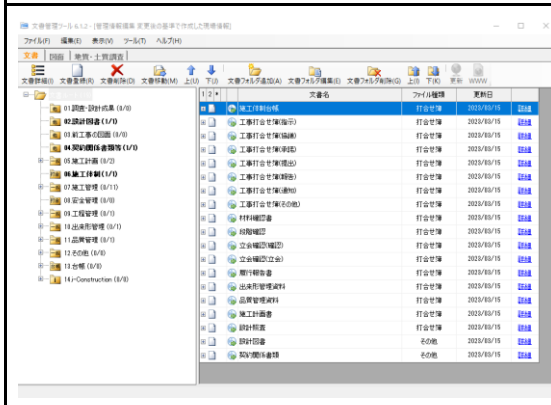 文書管理ツール 6.1.2 - [管理情報編集 変更後の基準で作成した現場情報]
ファイル(F) 編集(E) 表示(V) ツール(T) ヘルプ(H)
文書 図面 地質・土質調査
文書詳細(I) 文書登録(R) 文書削除(D) 文書移動(M) 上(U) 下(J) 文書フォルダ追加(A) 文書フォルダ編集(E) 文書フォルダ削除(G) 上(I) 下(K) 更新 WWW
01.調査・設計成果 (0/0)
02.設計図書 (1/1)
03.前工事の図面 (0/0)
04.契約関係書類等 (1/1)
05.施工計画 (0/2)
06.施工体制 (1/1)
07.施工管理 (0/11)
08.安全管理 (0/0)
09.工程管理 (0/1)
10.出来形管理 (0/1)
11.品質管理 (0/1)
12.その他 (0/0)
13.台帳 (0/0)
14.i-Construction (0/0)
1 2 文書名 ファイル種類 更新日
施工体制台帳 打合せ簿 2023/03/15 詳細
工事打合せ簿(指示) 打合せ簿 2023/03/15 詳細
工事打合せ簿(協議) 打合せ簿 2023/03/15 詳細
工事打合せ簿(承諾) 打合せ簿 2023/03/15 詳細
工事打合せ簿(提出) 打合せ簿 2023/03/15 詳細
工事打合せ簿(報告) 打合せ簿 2023/03/15 詳細
工事打合せ簿(通知) 打合せ簿 2023/03/15 詳細
工事打合せ簿(その他) 打合せ簿 2023/03/15 詳細
材料確認書 打合せ簿 2023/03/15 詳細
段階確認 打合せ簿 2023/03/15 詳細
立会確認(確認) 打合せ簿 2023/03/15 詳細
立会確認(立会) 打合せ簿 2023/03/15 詳細
履行報告書 打合せ簿 2023/03/15 詳細
出来形管理資料 打合せ簿 2023/03/15 詳細
品質管理資料 打合せ簿 2023/03/15 詳細
施工計画書 打合せ簿 2023/03/15 詳細
設計照査 打合せ簿 2023/03/15 詳細
設計図書 その他 2023/03/15 詳細
契約関係書類 その他 2023/03/15 詳細